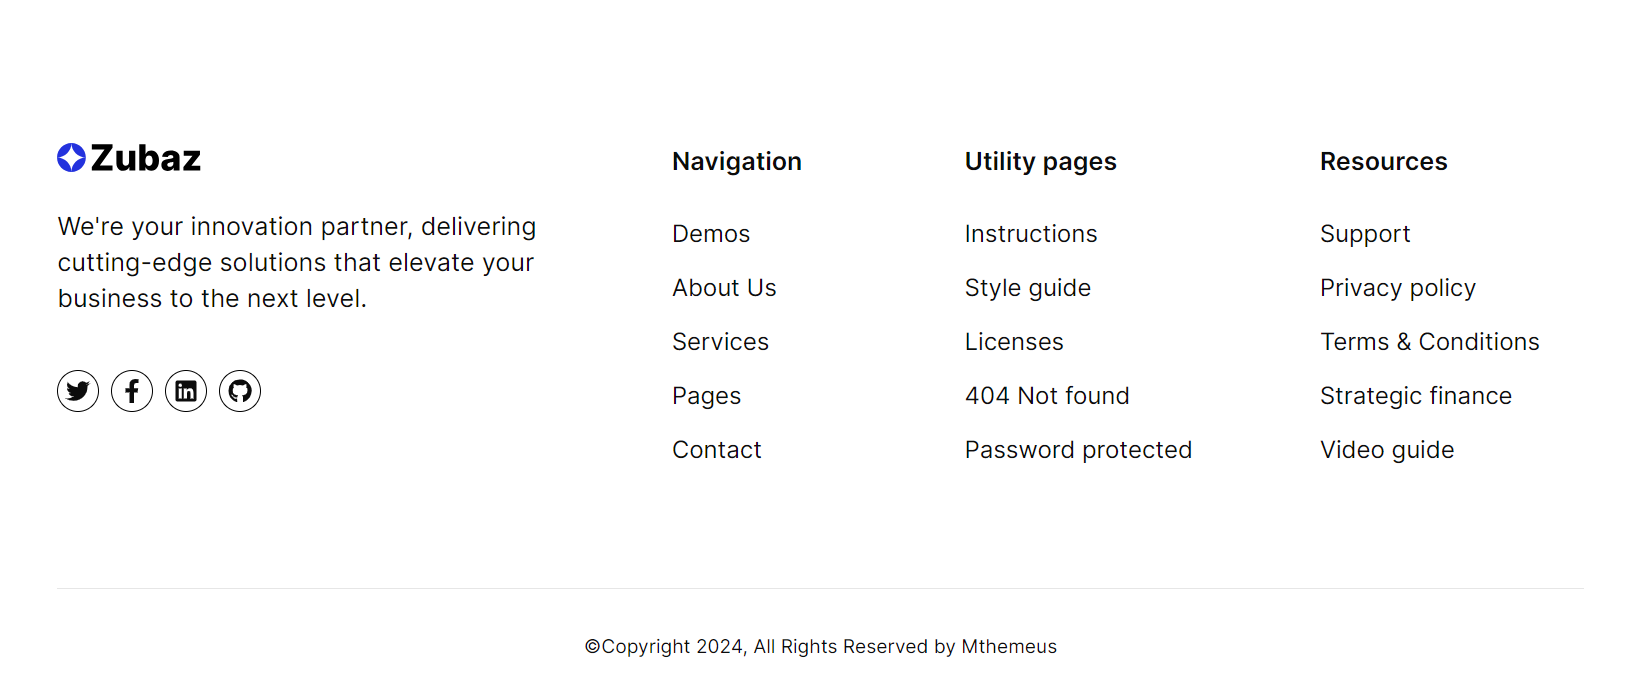 Zubaz
We're your innovation partner, delivering
cutting-edge solutions that elevate your
business to the next level.
Navigation
Demos
About Us
Services
Pages
Contact
Utility pages
Instructions
Style guide
Licenses
404 Not found
Password protected
Resources
Support
Privacy policy
Terms & Conditions
Strategic finance
Video guide
©Copyright 2024, All Rights Reserved by Mthemeus